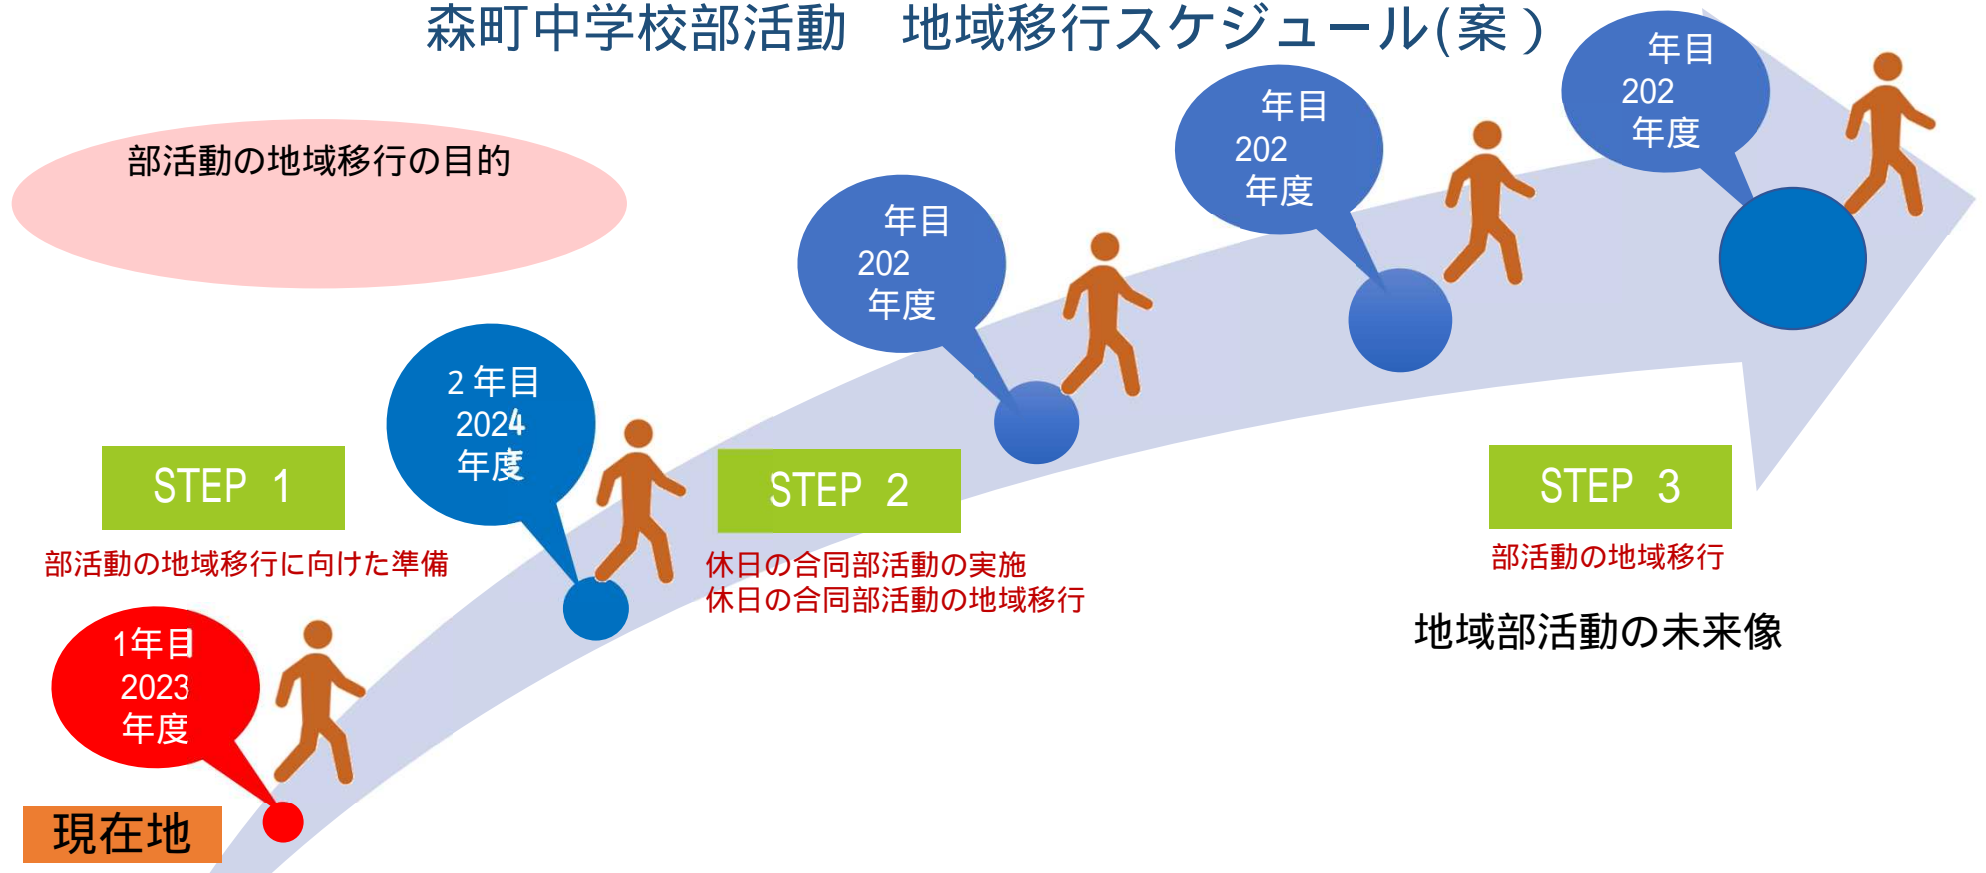 森町中学校部活動　地域移行スケジュール(案)
部活動の地域移行の目的
年目
202
年度
年目
202
年度
年目
202
年度
2年目
2024
年度
STEP 1
部活動の地域移行に向けた準備
STEP 2
休日の合同部活動の実施
休日の合同部活動の地域移行
STEP 3
部活動の地域移行
地域部活動の未来像
1年目
2023
年度
現在地